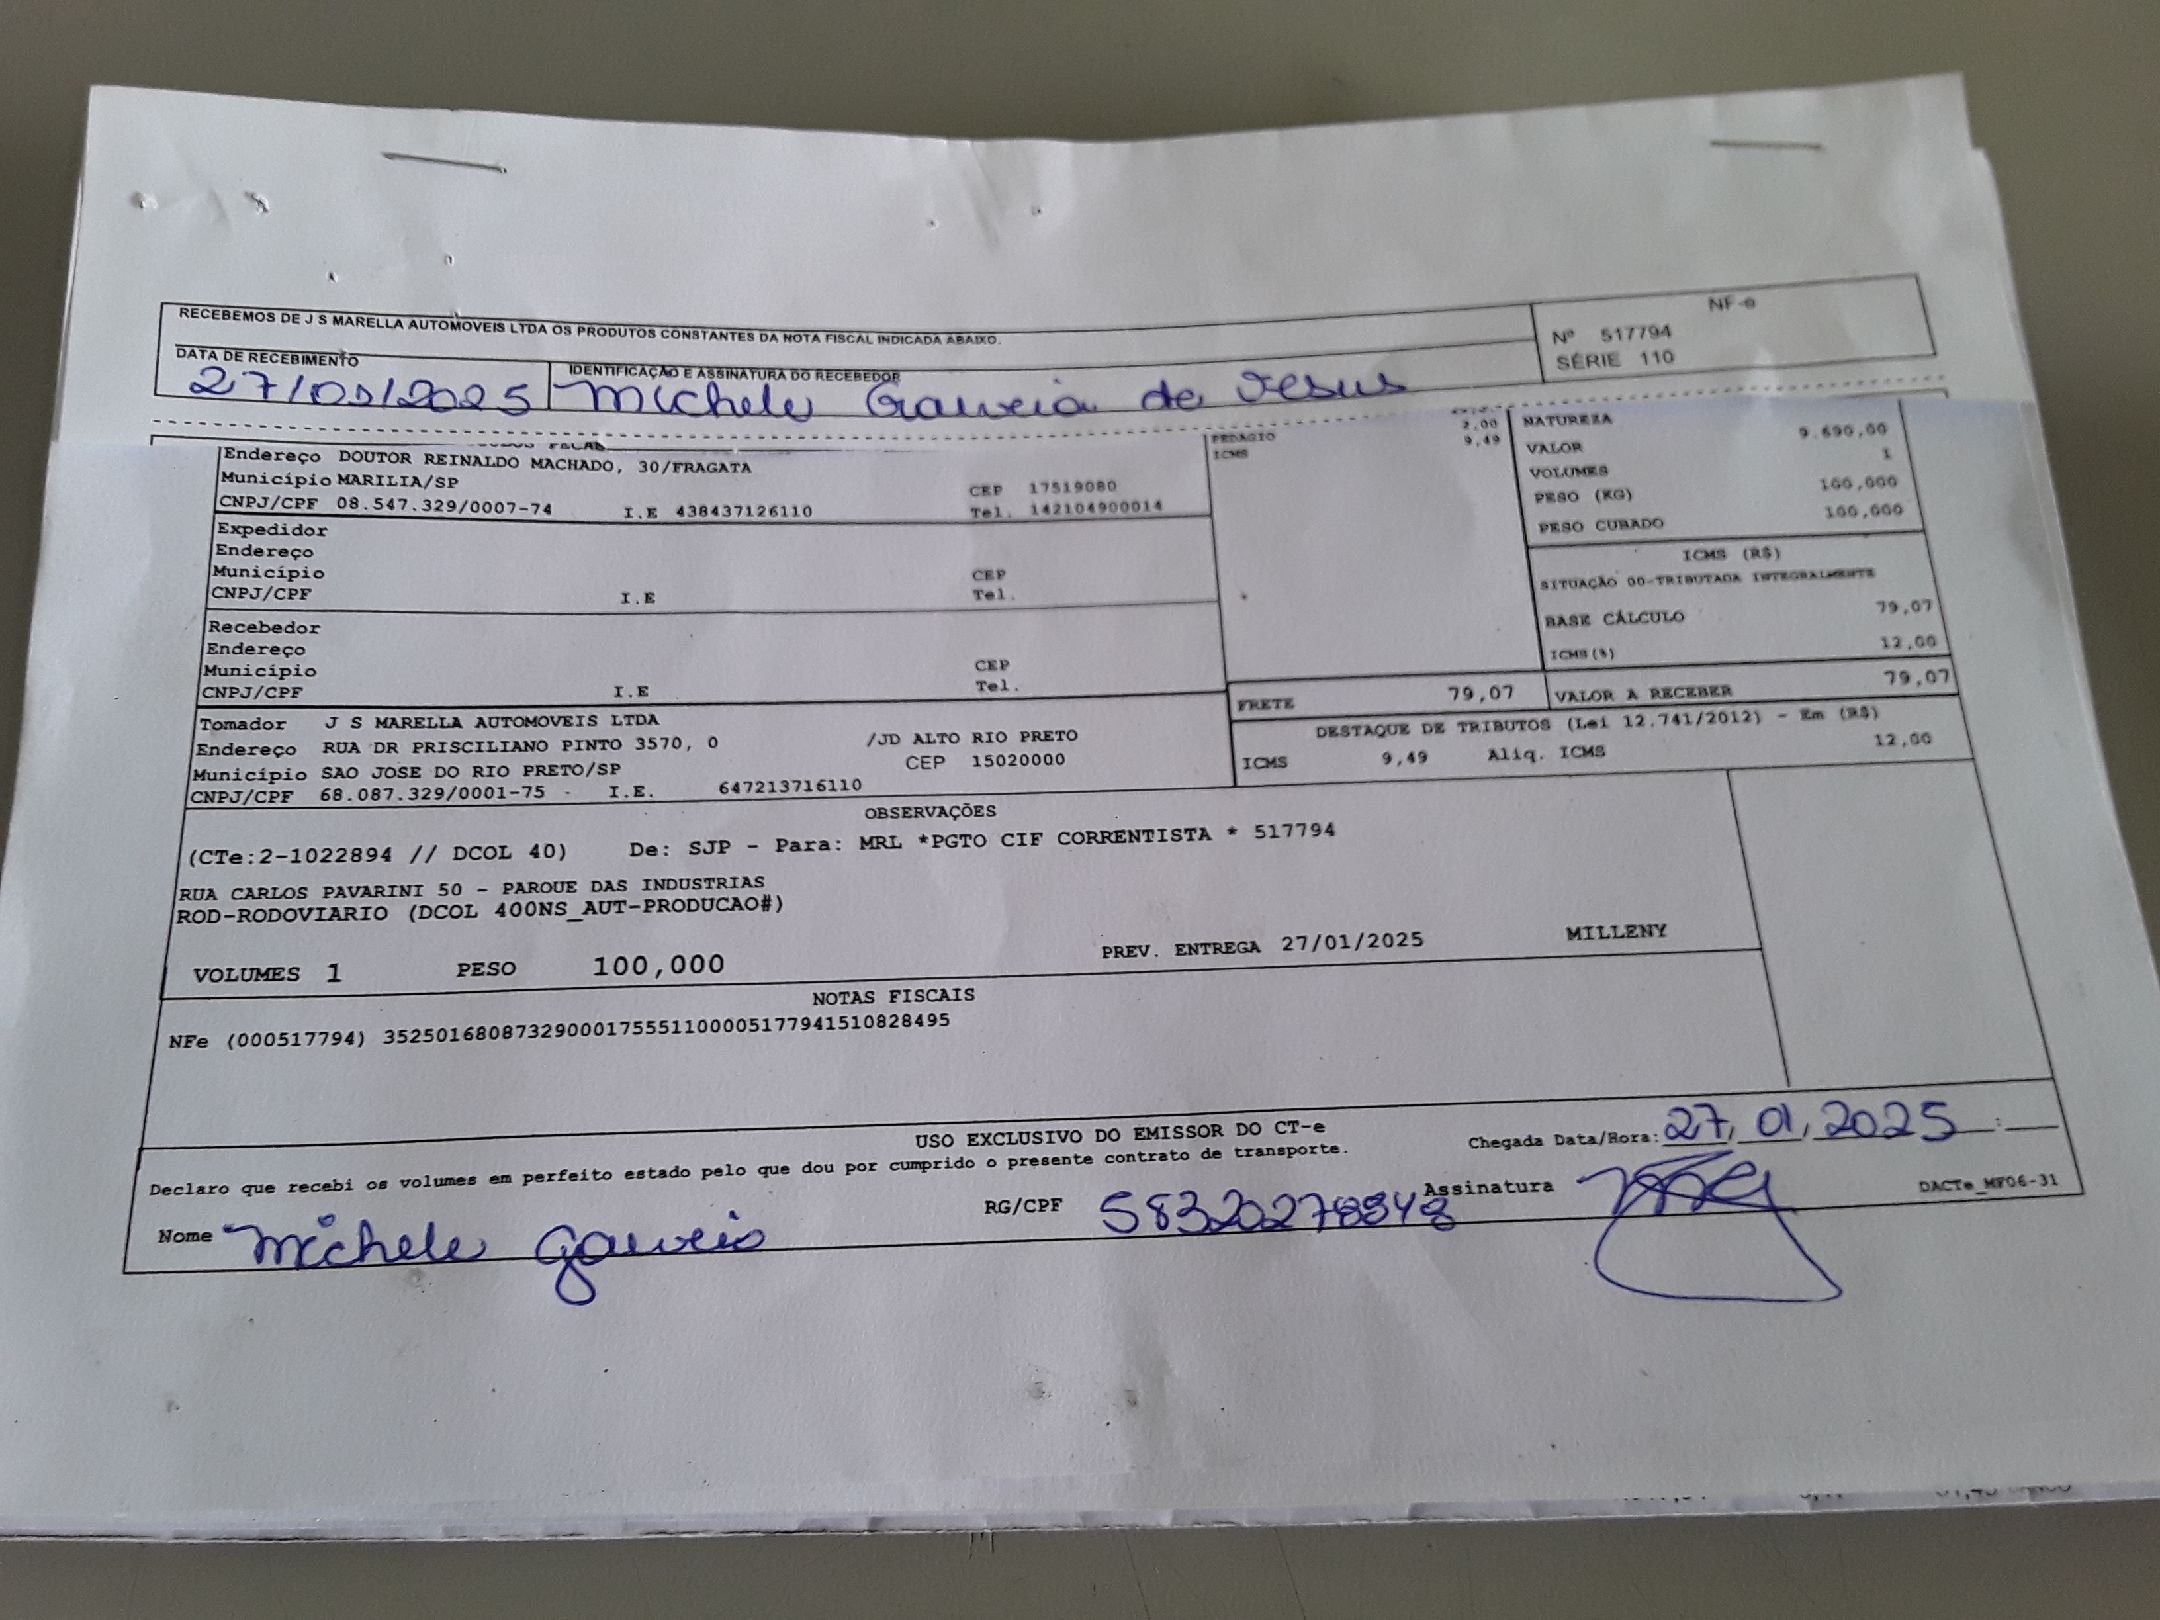 RECEBEMOS DE J S MARELLA AUTOMOVEIS LTDA OS PRODUTOS CONSTANTES DA NOTA FISCAL INDICADA ABAIXO.
NF-e
Nº 517794
SÉRIE 110
DATA DE RECEBIMENTO
27/01/2025
IDENTIFICAÇÃO E ASSINATURA DO RECEBEDOR
Michele Gouveia de Jesus
Endereço DOUTOR REINALDO MACHADO, 30/FRAGATA
Município MARILIA/SP CEP 17519080
CNPJ/CPF 08.547.329/0007-74 I.E 438437126110 Tel. 142104900014
Expedidor
Endereço
Município CEP
CNPJ/CPF I.E Tel.
Recebedor
Endereço
Município CEP
CNPJ/CPF I.E Tel.
Tomador J S MARELLA AUTOMOVEIS LTDA
Endereço RUA DR PRISCILIANO PINTO 3570, 0 /JD ALTO RIO PRETO
Município SAO JOSE DO RIO PRETO/SP CEP 15020000
CNPJ/CPF 68.087.329/0001-75 - I.E. 647213716110
PEDAGIO 2,00
ICMS 9,49
NATUREZA
VALOR 9.690,00
VOLUMES 1
PESO (KG) 100,000
PESO CUBADO 100,000
ICMS (R$)
SITUAÇÃO 00-TRIBUTADA INTEGRALMENTE
BASE CÁLCULO 79,07
ICMS(%) 12,00
FRETE 79,07 VALOR A RECEBER 79,07
DESTAQUE DE TRIBUTOS (Lei 12.741/2012) - Em (R$)
ICMS 9,49 Aliq. ICMS 12,00
OBSERVAÇÕES
(CTe:2-1022894 // DCOL 40) De: SJP - Para: MRL *PGTO CIF CORRENTISTA * 517794
RUA CARLOS PAVARINI 50 - PARQUE DAS INDUSTRIAS
ROD-RODOVIARIO (DCOL 400NS_AUT-PRODUCAO#)
VOLUMES 1 PESO 100,000 PREV. ENTREGA 27/01/2025 MILLENY
NOTAS FISCAIS
NFe (000517794) 35250168087329000175551100005177941510828495
USO EXCLUSIVO DO EMISSOR DO CT-e
Declaro que recebi os volumes em perfeito estado pelo que dou por cumprido o presente contrato de transporte.
Chegada Data/Hora: 27, 01, 2025 :
Nome Michele Gouveia RG/CPF 58320278848 Assinatura
DACTe_MF06-31